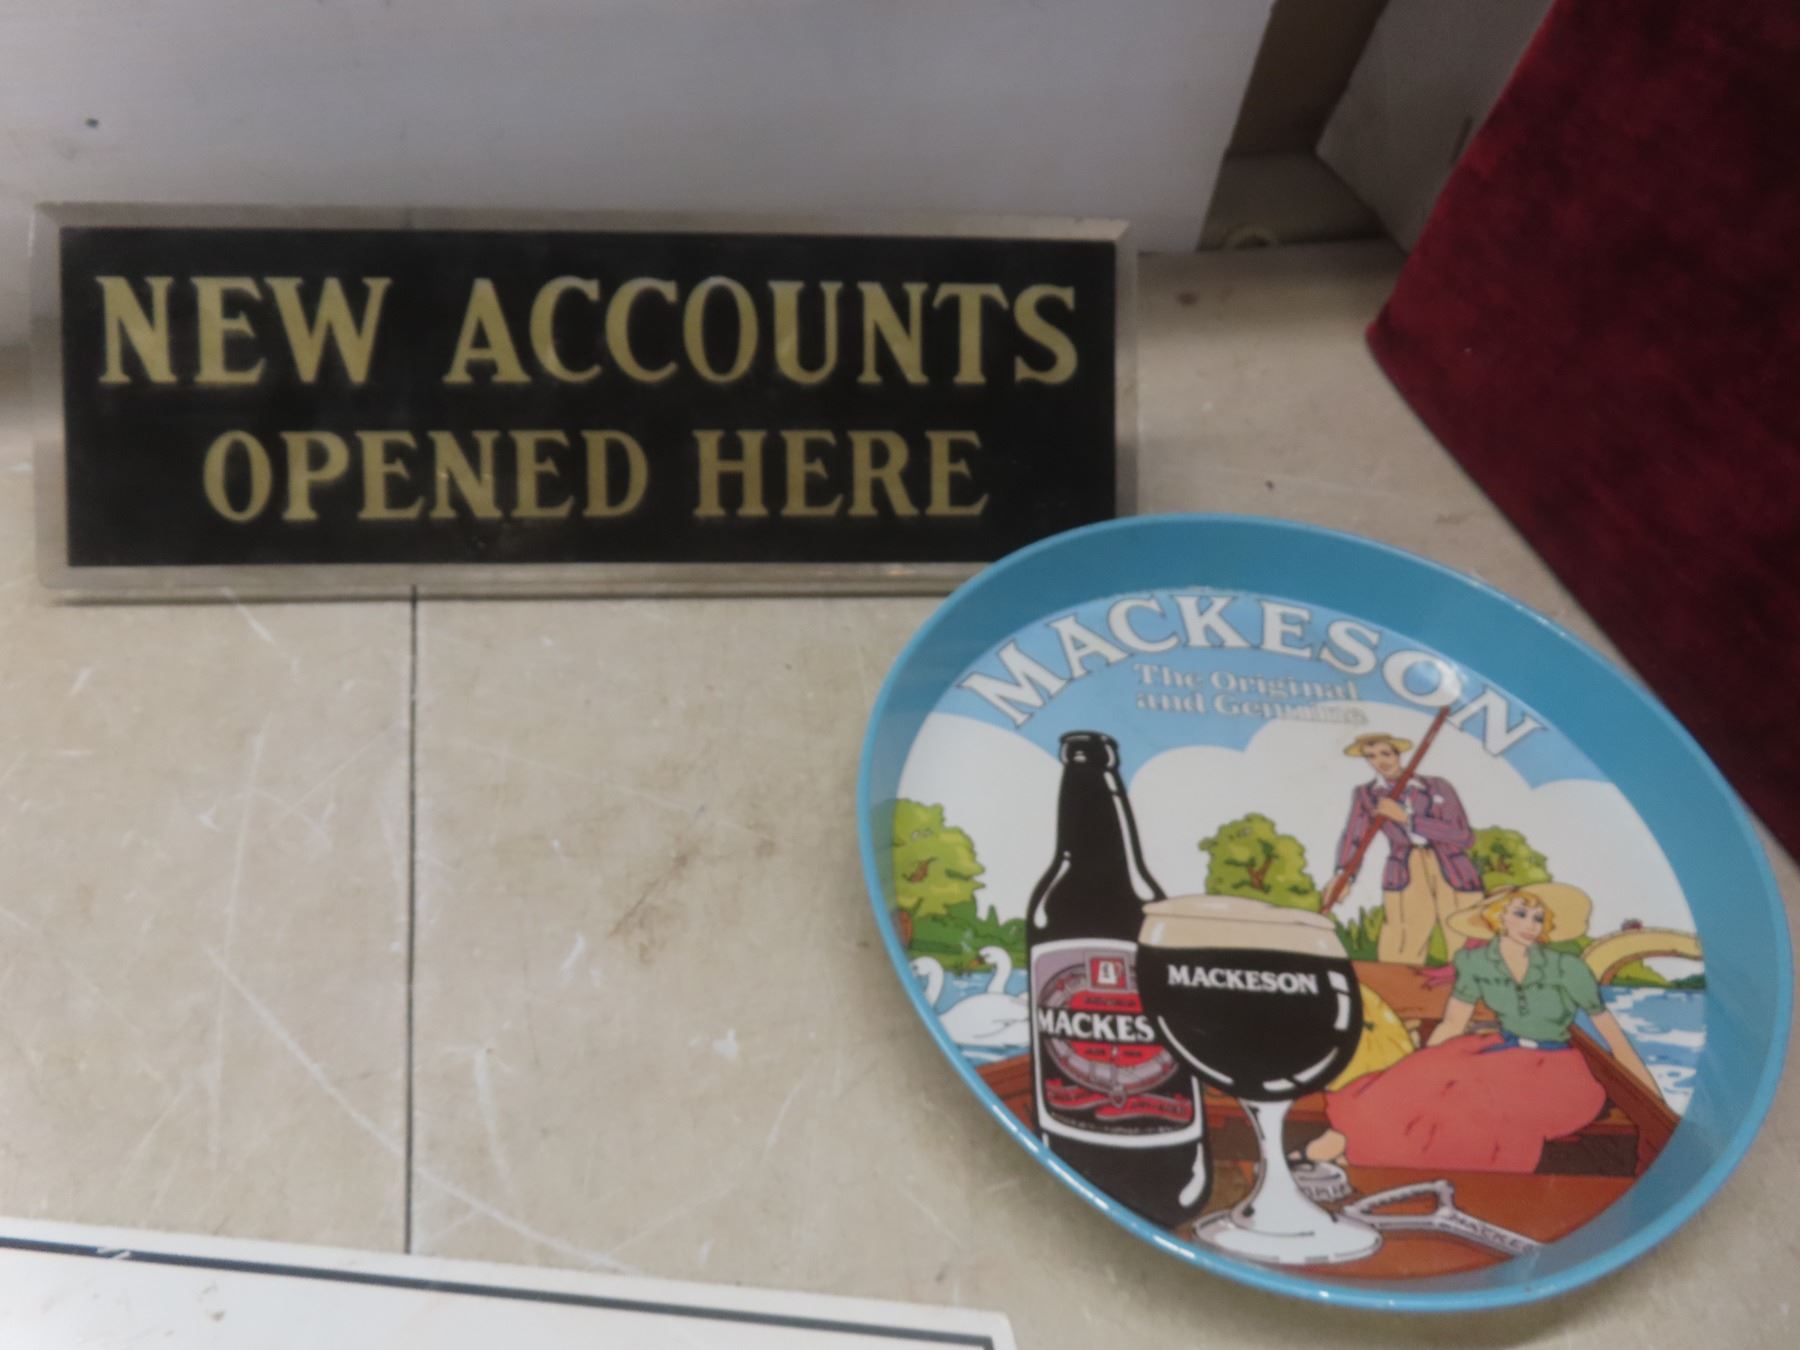 NEW ACCOUNTS
OPENED HERE
MACKESON
The Original
and Genuine
MACKESON
MACKES